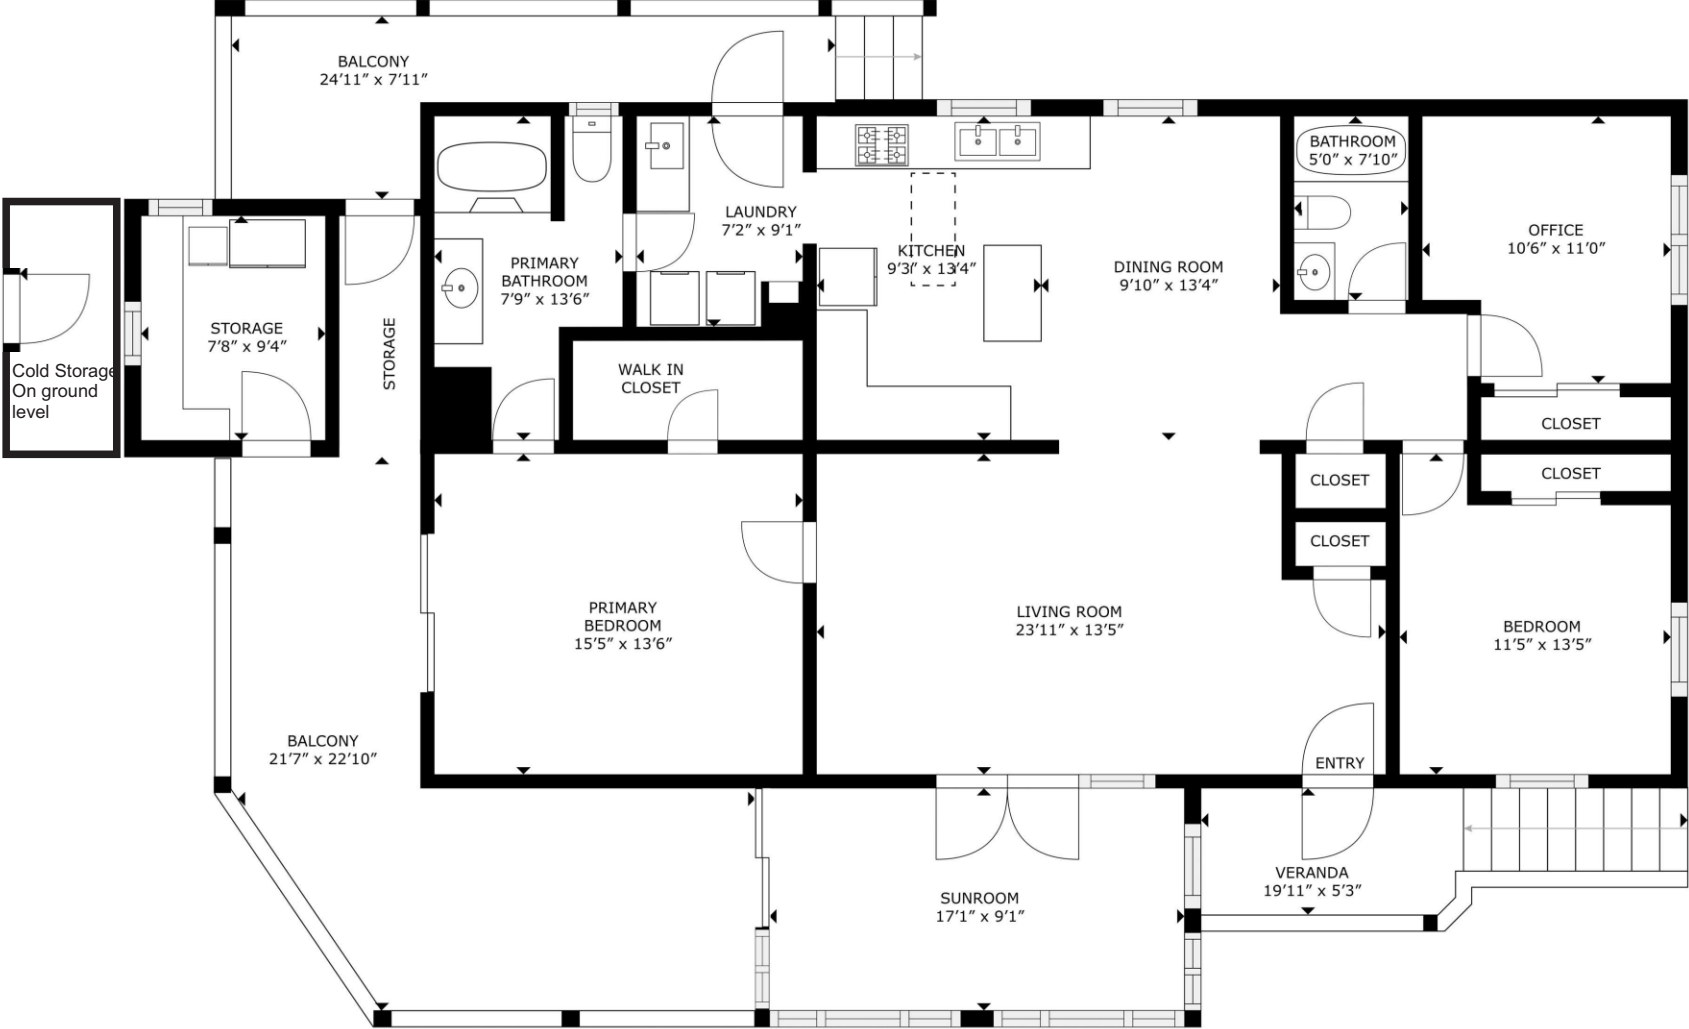 BALCONY
24'11" x 7'11"
BATHROOM
5'0" x 7'10"
LAUNDRY
7'2" x 9'1"
OFFICE
10'6" x 11'0"
KITCHEN
9'3" x 13'4"
PRIMARY
BATHROOM
7'9" x 13'6"
DINING ROOM
9'10" x 13'4"
STORAGE
7'8" x 9'4"
STORAGE
Cold Storage
On ground
level
WALK IN
CLOSET
CLOSET
CLOSET
CLOSET
CLOSET
PRIMARY
BEDROOM
15'5" x 13'6"
LIVING ROOM
23'11" x 13'5"
BEDROOM
11'5" x 13'5"
BALCONY
21'7" x 22'10"
ENTRY
VERANDA
19'11" x 5'3"
SUNROOM
17'1" x 9'1"